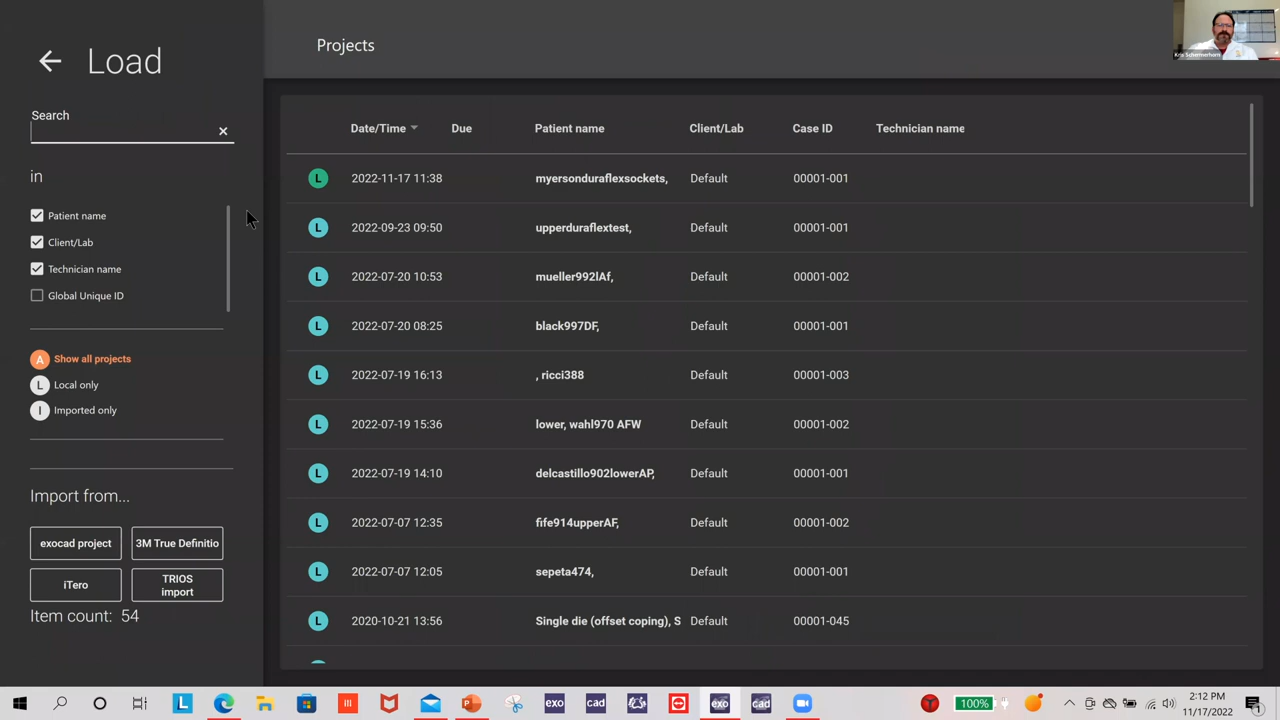 Load
Search
in
Patient name
Client/Lab
Technician name
Global Unique ID
A Show all projects
L Local only
I Imported only
Import from...
exocad project
3M True Definitio
iTero
TRIOS
import
Item count: 54
Projects
Kris Schermerhorn
Date/Time Due Patient name Client/Lab Case ID Technician name
L 2022-11-17 11:38 myersonduraflexsockets, Default 00001-001
L 2022-09-23 09:50 upperduraflextest, Default 00001-001
L 2022-07-20 10:53 mueller992lAf, Default 00001-002
L 2022-07-20 08:25 black997DF, Default 00001-001
L 2022-07-19 16:13 , ricci388 Default 00001-003
L 2022-07-19 15:36 lower, wahl970 AFW Default 00001-002
L 2022-07-19 14:10 delcastillo902lowerAP, Default 00001-001
L 2022-07-07 12:35 fife914upperAF, Default 00001-002
L 2022-07-07 12:05 sepeta474, Default 00001-001
L 2020-10-21 13:56 Single die (offset coping), S Default 00001-045
L
exo
cad
exo
cad
100%
2:12 PM
11/17/2022
1